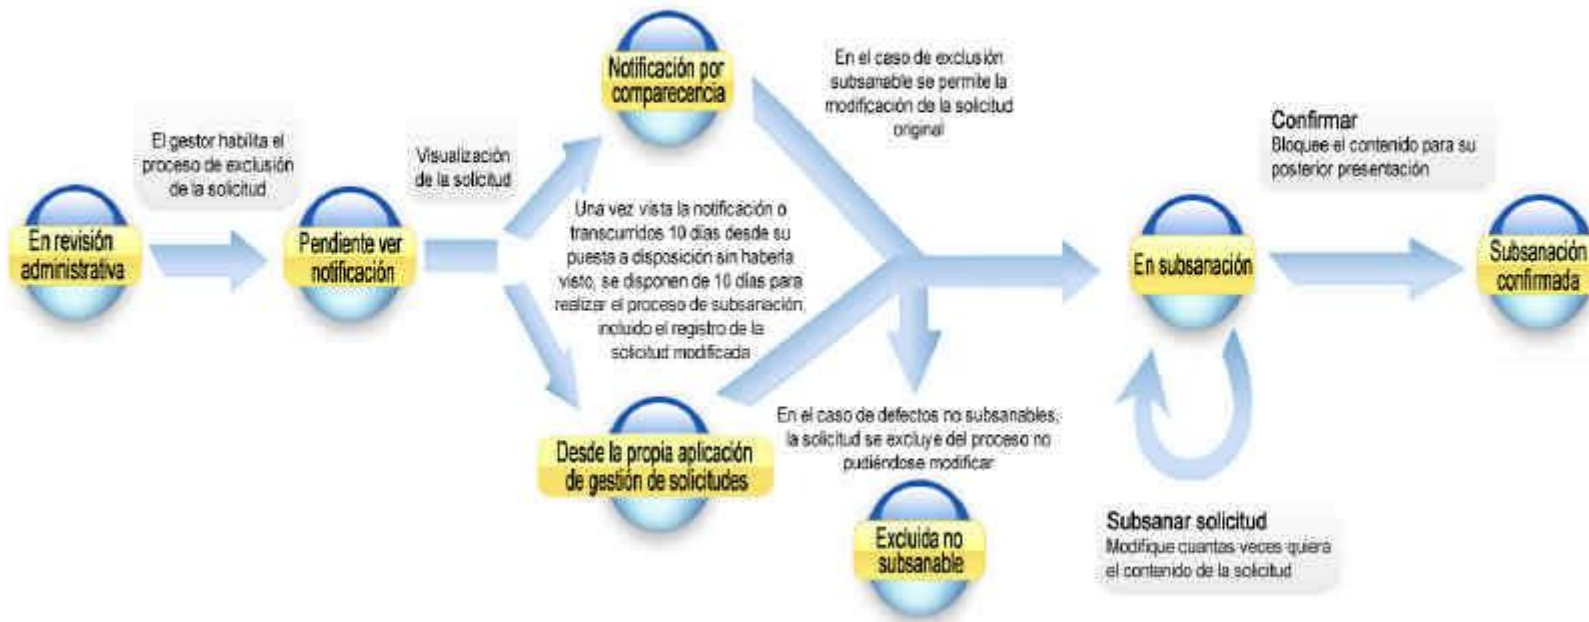 En revisión
administrativa
El gestor habilita el
proceso de exclusión
de la solicitud
Pendiente ver
notificación
Visualización
de la solicitud
Notificación por
comparecencia
Una vez vista la notificación o
transcurridos 10 días desde su
puesta a disposición sin haberla
visto, se disponen de 10 días para
realizar el proceso de subsanación,
incluido el registro de la
solicitud modificada
Desde la propia aplicación
de gestión de solicitudes
En el caso de exclusión
subsanable se permite la
modificación de la solicitud
original
En el caso de defectos no subsanables,
la solicitud se excluye del proceso no
pudiéndose modificar
Excluida no
subsanable
En subsanación
Subsanar solicitud
Modifique cuantas veces quiera
el contenido de la solicitud
Confirmar
Bloquee el contenido para su
posterior presentación
Subsanación
confirmada